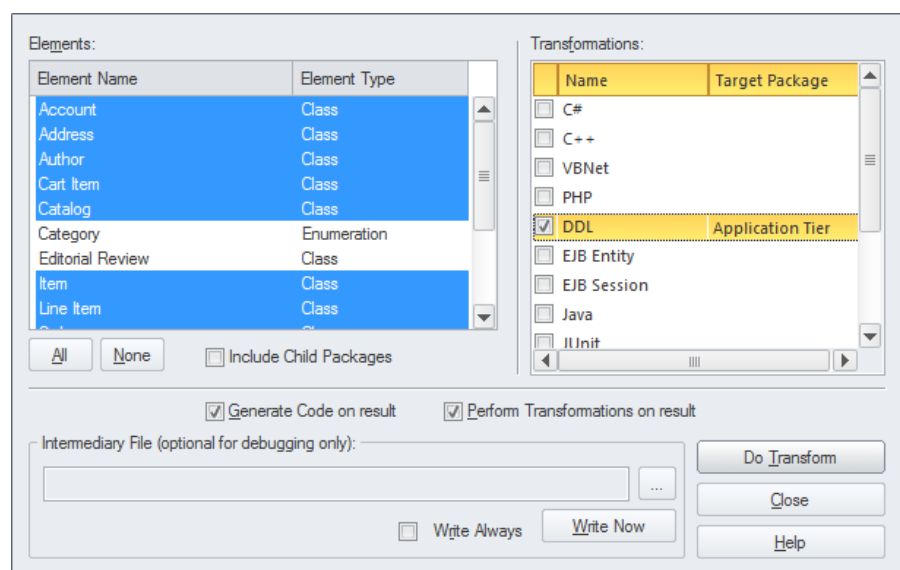 Elements:
Element Name Element Type
Account Class
Address Class
Author Class
Cart Item Class
Catalog Class
Category Enumeration
Editorial Review Class
Item Class
Line Item Class
All None Include Child Packages
Transformations:
Name Target Package
C#
C++
VBNet
PHP
DDL Application Tier
EJB Entity
EJB Session
Java
JUnit
Generate Code on result Perform Transformations on result
Intermediary File (optional for debugging only):
...
Write Always Write Now
Do Transform
Close
Help